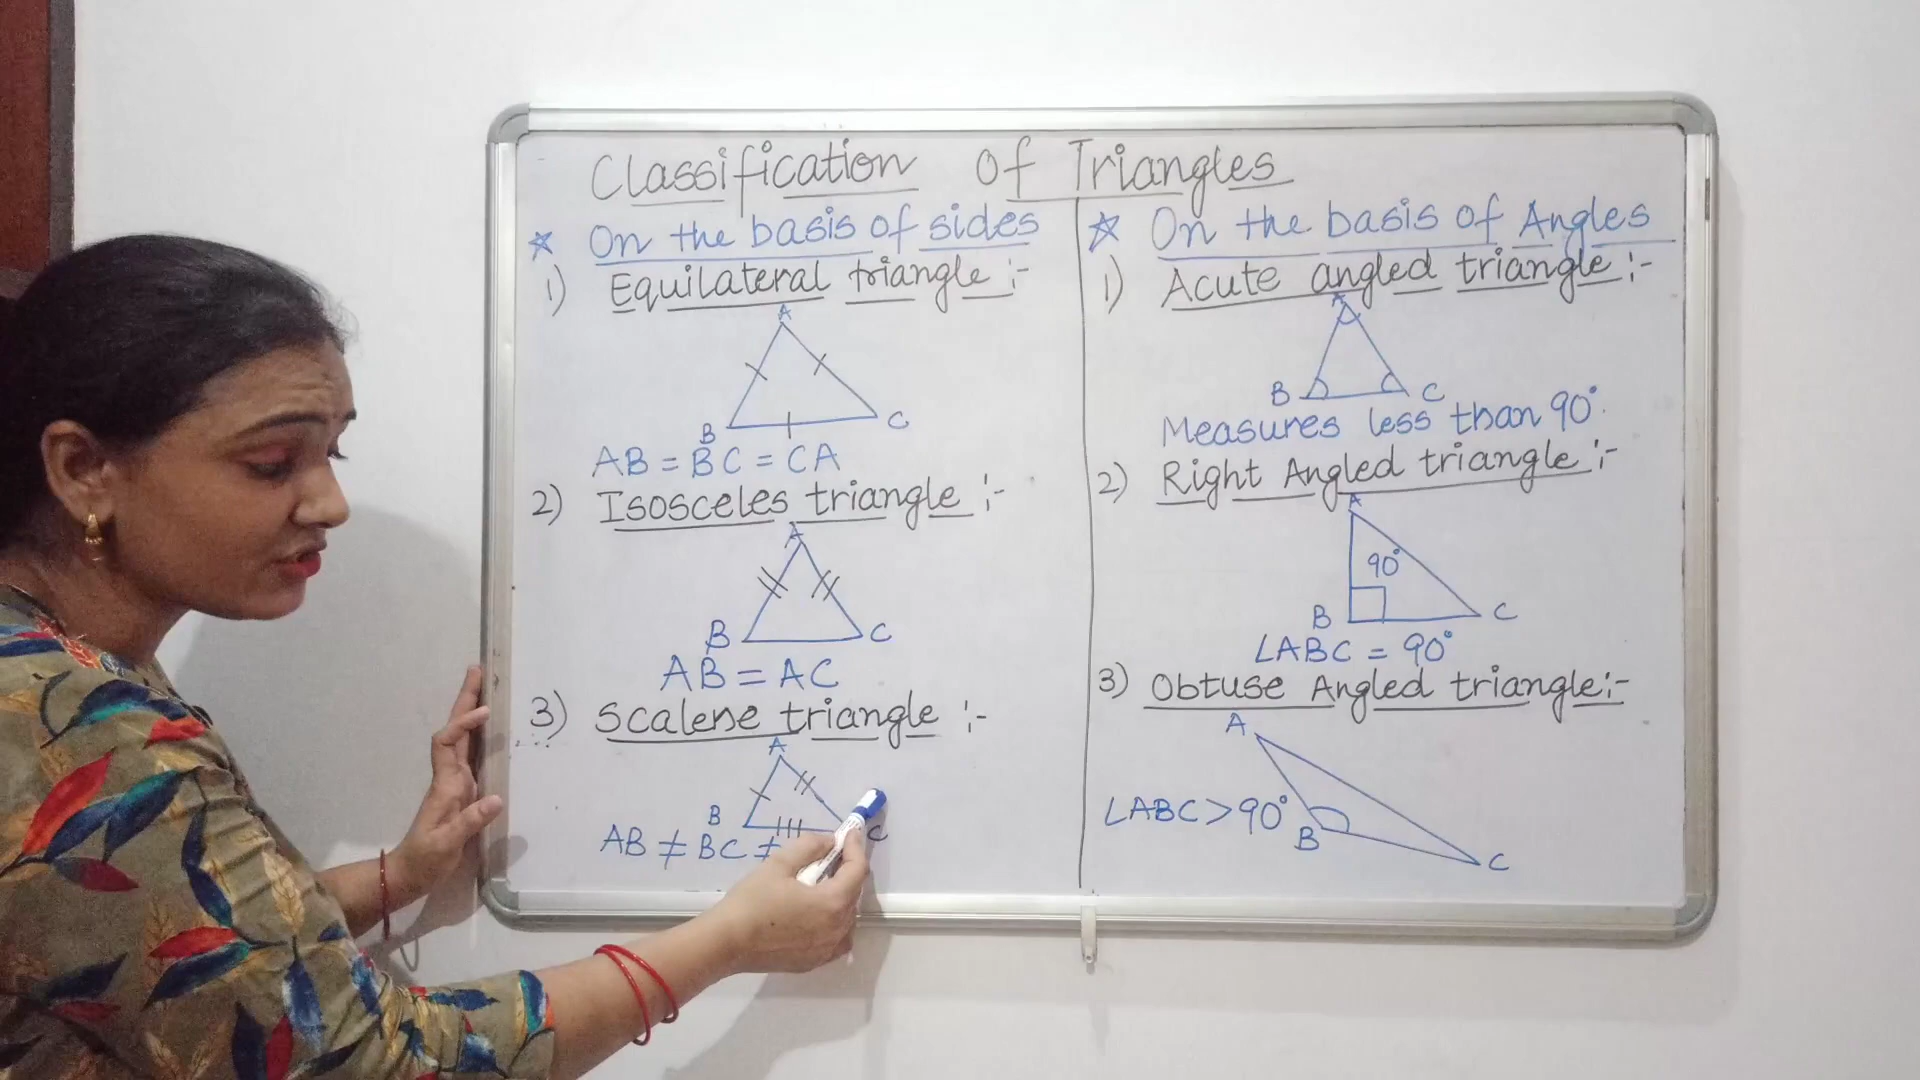 Classification of Triangles
☆ On the basis of sides
1) Equilateral triangle :-
A
B
C
AB = BC = CA
2) Isosceles triangle :-
A
B
C
AB = AC
3) Scalene triangle :-
A
B
C
AB ≠ BC ≠
☆ On the basis of Angles
1) Acute angled triangle :-
A
B
C
Measures less than 90°.
2) Right Angled triangle :-
A
90°
B
C
∠ABC = 90°
3) Obtuse Angled triangle :-
A
∠ABC > 90°
B
C